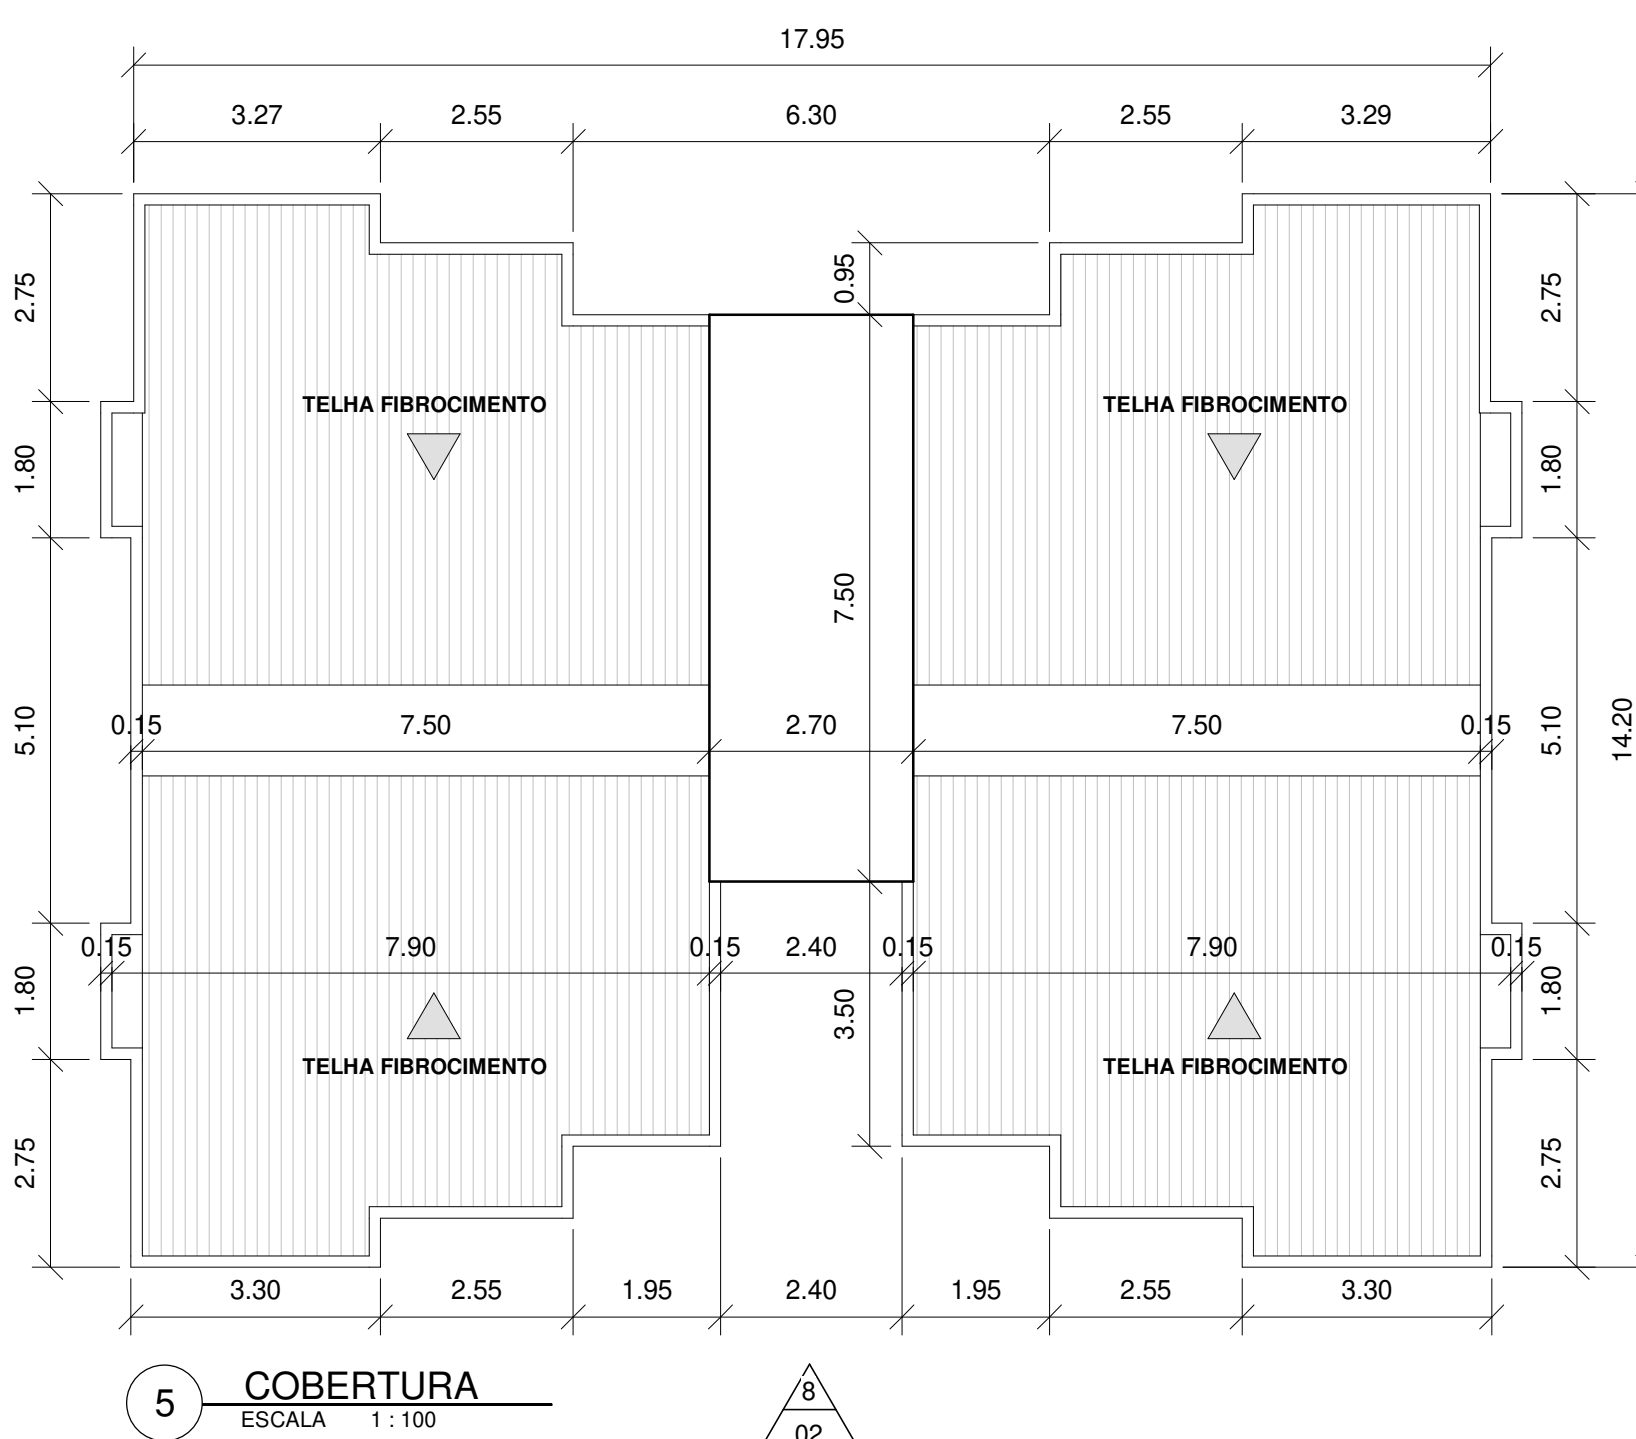 17.95
3.27 2.55 6.30 2.55 3.29
2.75 0.95 2.75
TELHA FIBROCIMENTO TELHA FIBROCIMENTO
1.80 1.80
7.50
5.10 0.15 7.50 2.70 7.50 0.15 5.10 14.20
0.15 7.90 0.15 2.40 0.15 7.90 0.15
1.80 3.50 1.80
TELHA FIBROCIMENTO TELHA FIBROCIMENTO
2.75 2.75
3.30 2.55 1.95 2.40 1.95 2.55 3.30
5 COBERTURA
ESCALA 1 : 100
8
02